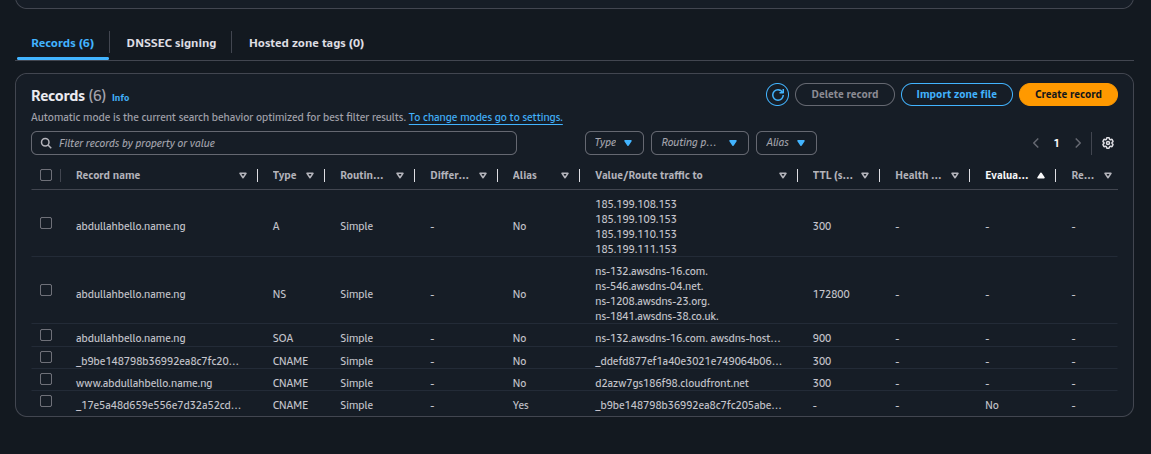 Records (6) DNSSEC signing Hosted zone tags (0)
Records (6) Info Delete record Import zone file Create record
Automatic mode is the current search behavior optimized for best filter results. To change modes go to settings.
Filter records by property or value Type Routing p... Alias 1
Record name Type Routin... Differ... Alias Value/Route traffic to TTL (s... Health ... Evalua... Re...
abdullahbello.name.ng A Simple - No 185.199.108.153
185.199.109.153
185.199.110.153
185.199.111.153 300 - - -
abdullahbello.name.ng NS Simple - No ns-132.awsdns-16.com.
ns-546.awsdns-04.net.
ns-1208.awsdns-23.org.
ns-1841.awsdns-38.co.uk. 172800 - - -
abdullahbello.name.ng SOA Simple - No ns-132.awsdns-16.com. awsdns-host... 900 - - -
_b9be148798b36992ea8c7fc20... CNAME Simple - No _ddefd877ef1a40e3021e749064b06... 300 - - -
www.abdullahbello.name.ng CNAME Simple - No d2azw7gs186f98.cloudfront.net 300 - - -
_17e5a48d659e556e7d32a52cd... CNAME Simple - Yes _b9be148798b36992ea8c7fc205abe... - - No -